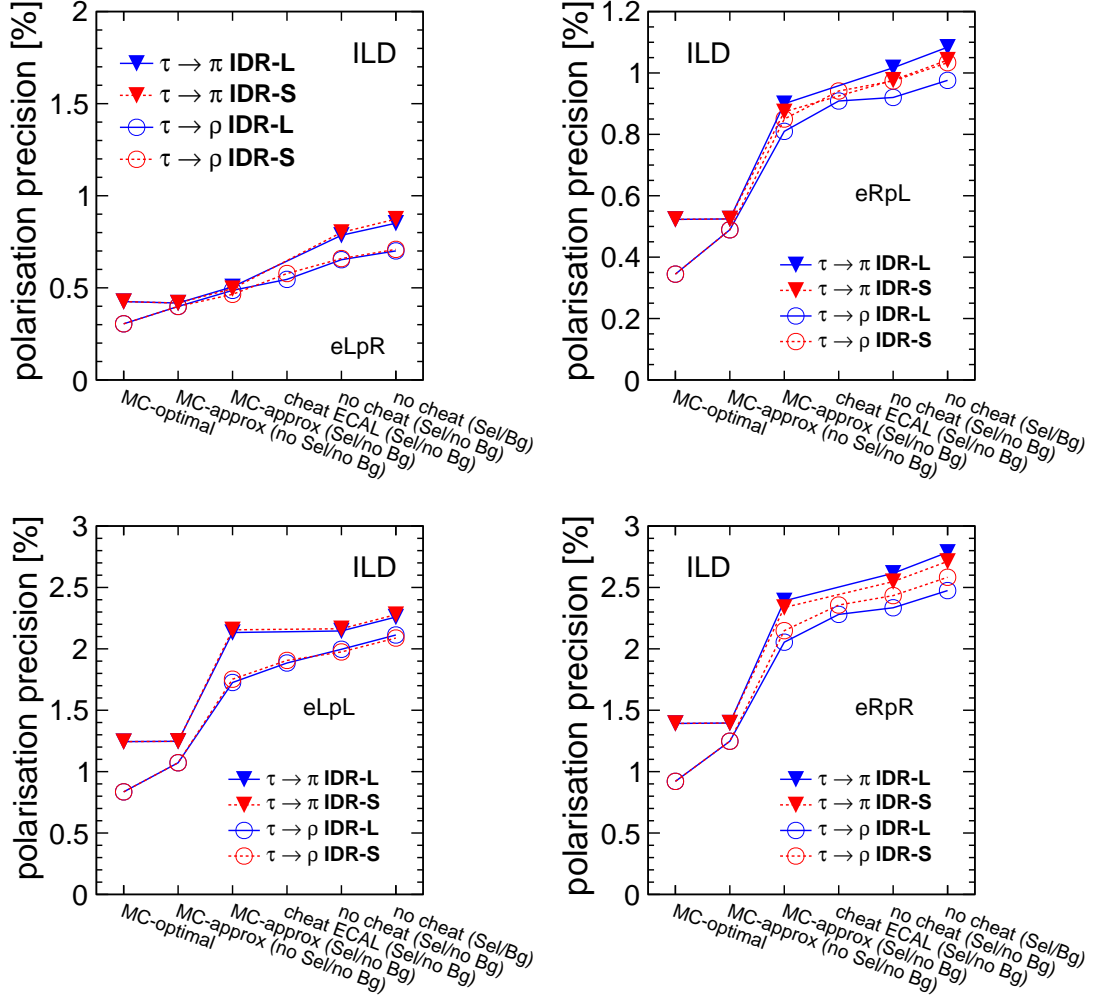 polarisation precision [%]
2
1.5
1
0.5
0
ILD
τ → π IDR-L
τ → π IDR-S
τ → ρ IDR-L
τ → ρ IDR-S
eLpR
MC-optimal
MC-approx (no Sel/no Bg)
MC-approx (Sel/no Bg)
cheat ECAL (Sel/no Bg)
no cheat (Sel/no Bg)
no cheat (Sel/Bg)
polarisation precision [%]
1.2
1
0.8
0.6
0.4
0.2
0
ILD
eRpL
τ → π IDR-L
τ → π IDR-S
τ → ρ IDR-L
τ → ρ IDR-S
MC-optimal
MC-approx (no Sel/no Bg)
MC-approx (Sel/no Bg)
cheat ECAL (Sel/no Bg)
no cheat (Sel/no Bg)
no cheat (Sel/Bg)
polarisation precision [%]
3
2.5
2
1.5
1
0.5
0
ILD
eLpL
τ → π IDR-L
τ → π IDR-S
τ → ρ IDR-L
τ → ρ IDR-S
MC-optimal
MC-approx (no Sel/no Bg)
MC-approx (Sel/no Bg)
cheat ECAL (Sel/no Bg)
no cheat (Sel/no Bg)
no cheat (Sel/Bg)
polarisation precision [%]
3
2.5
2
1.5
1
0.5
0
ILD
eRpR
τ → π IDR-L
τ → π IDR-S
τ → ρ IDR-L
τ → ρ IDR-S
MC-optimal
MC-approx (no Sel/no Bg)
MC-approx (Sel/no Bg)
cheat ECAL (Sel/no Bg)
no cheat (Sel/no Bg)
no cheat (Sel/Bg)